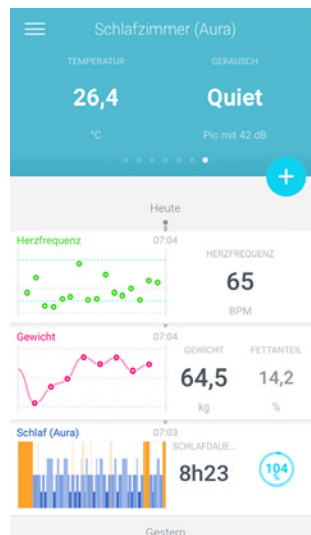 Schlafzimmer (Aura)
TEMPERATUR
GERÄUSCH
26,4
Quiet
°C
Pic mit 42 dB
+
Heute
Herzfrequenz
07:04
HERZFREQUENZ
65
BPM
Gewicht
07:04
GEWICHT
FETTANTEIL
64,5
14,2
kg
%
Schlaf (Aura)
07:03
SCHLAFDAUE...
8h23
104
%
Gestern